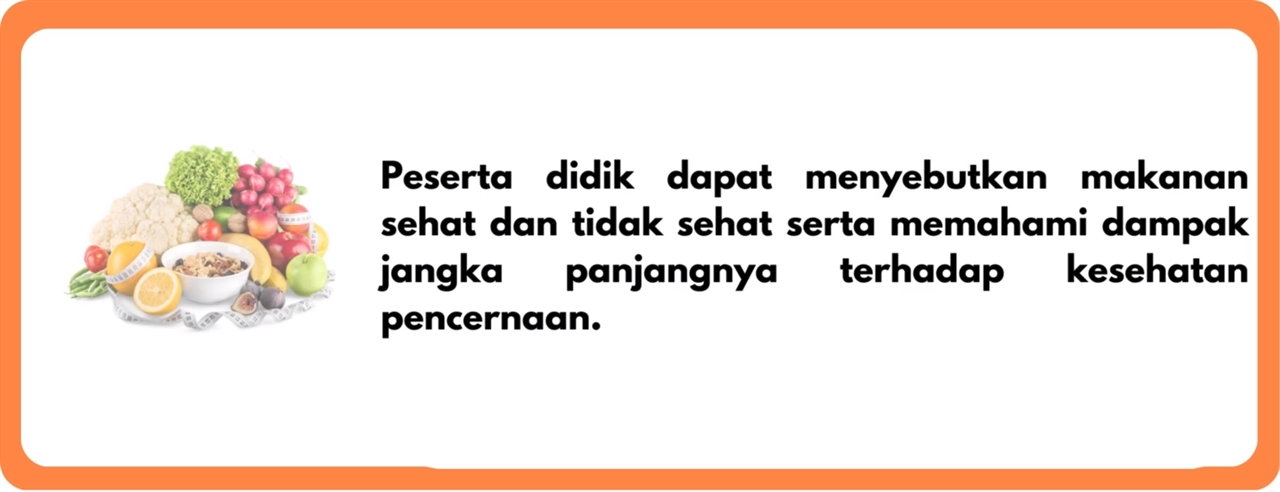 Peserta didik dapat menyebutkan makanan
sehat dan tidak sehat serta memahami dampak
jangka panjangnya terhadap kesehatan
pencernaan.